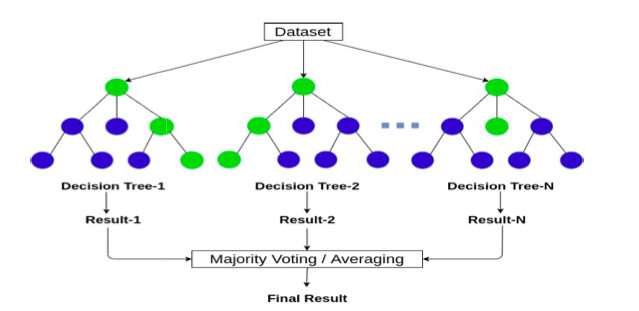 Dataset
Decision Tree-1
Decision Tree-2
Decision Tree-N
Result-1
Result-2
Result-N
Majority Voting / Averaging
Final Result